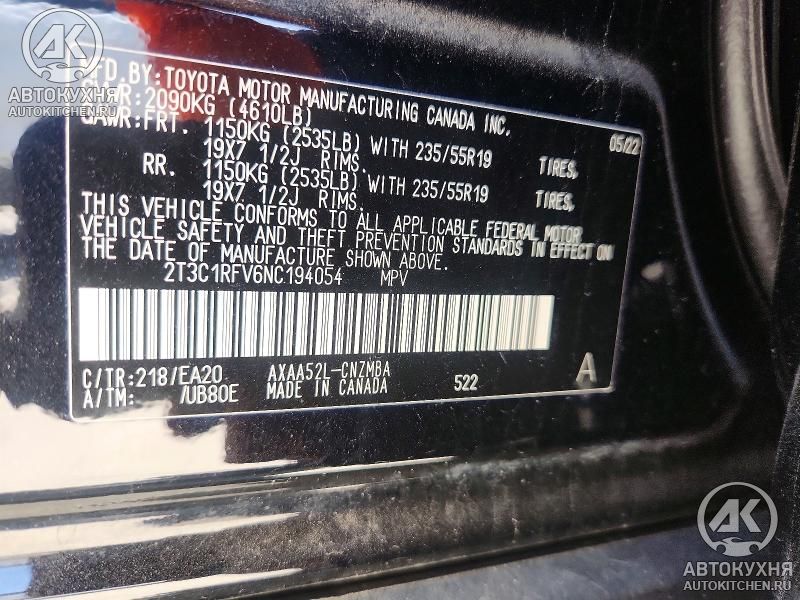 AK
АВТОКУХНЯ
AUTOKITCHEN.RU
MFD.BY:TOYOTA MOTOR MANUFACTURING CANADA INC.
GVWR:2090KG (4610LB) 05/22
GAWR:FRT. 1150KG (2535LB) WITH 235/55R19 TIRES,
19X7 1/2J RIMS.
RR. 1150KG (2535LB) WITH 235/55R19 TIRES,
19X7 1/2J RIMS.
THIS VEHICLE CONFORMS TO ALL APPLICABLE FEDERAL MOTOR
VEHICLE SAFETY AND THEFT PREVENTION STANDARDS IN EFFECT ON
THE DATE OF MANUFACTURE SHOWN ABOVE.
2T3C1RFV6NC194054 MPV
C/TR:218/EA20 AXAA52L-CNZMBA
A/TM: /UB80E MADE IN CANADA 522 A
AK
АВТОКУХНЯ
AUTOKITCHEN.RU